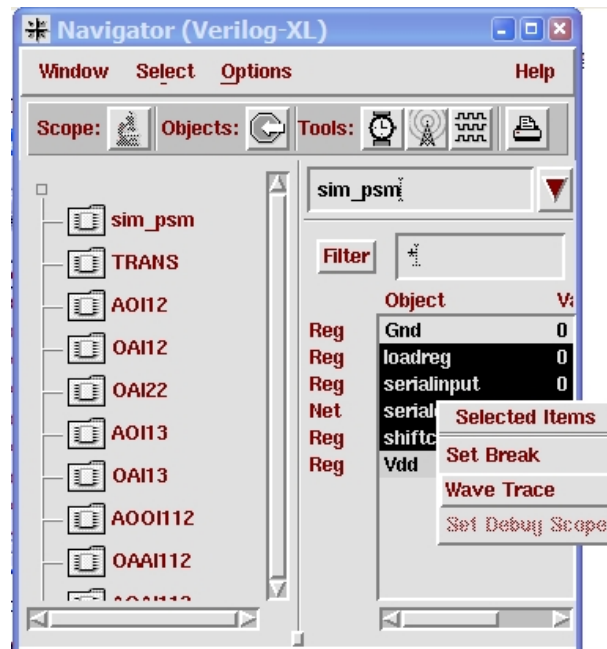 Navigator (Verilog-XL)
Window Select Options Help
Scope: Objects: Tools:
sim_psm
sim_psm
TRANS
AOI12
OAI12
OAI22
AOI13
OAI13
AOOI112
OAAI112
Filter *
Object
Reg Gnd 0
Reg loadreg 0
Reg serialinput 0
Net
Reg
Reg Vdd
Selected Items
Set Break
Wave Trace
Set Debug Scope